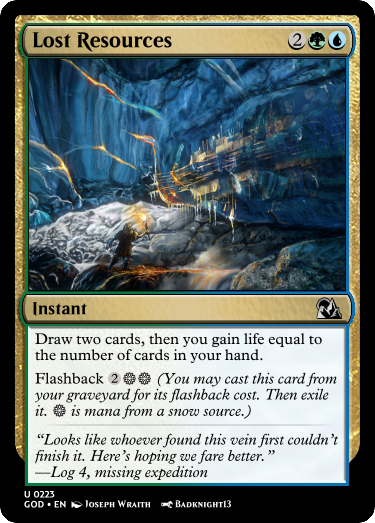 Lost Resources 2
Instant
Draw two cards, then you gain life equal to
the number of cards in your hand.
Flashback 2 (You may cast this card from
your graveyard for its flashback cost. Then exile
it. is mana from a snow source.)
“Looks like whoever found this vein first couldn’t
finish it. Here’s hoping we fare better.”
—Log 4, missing expedition
U 0223
GOD • EN Joseph Wraith Badknight13